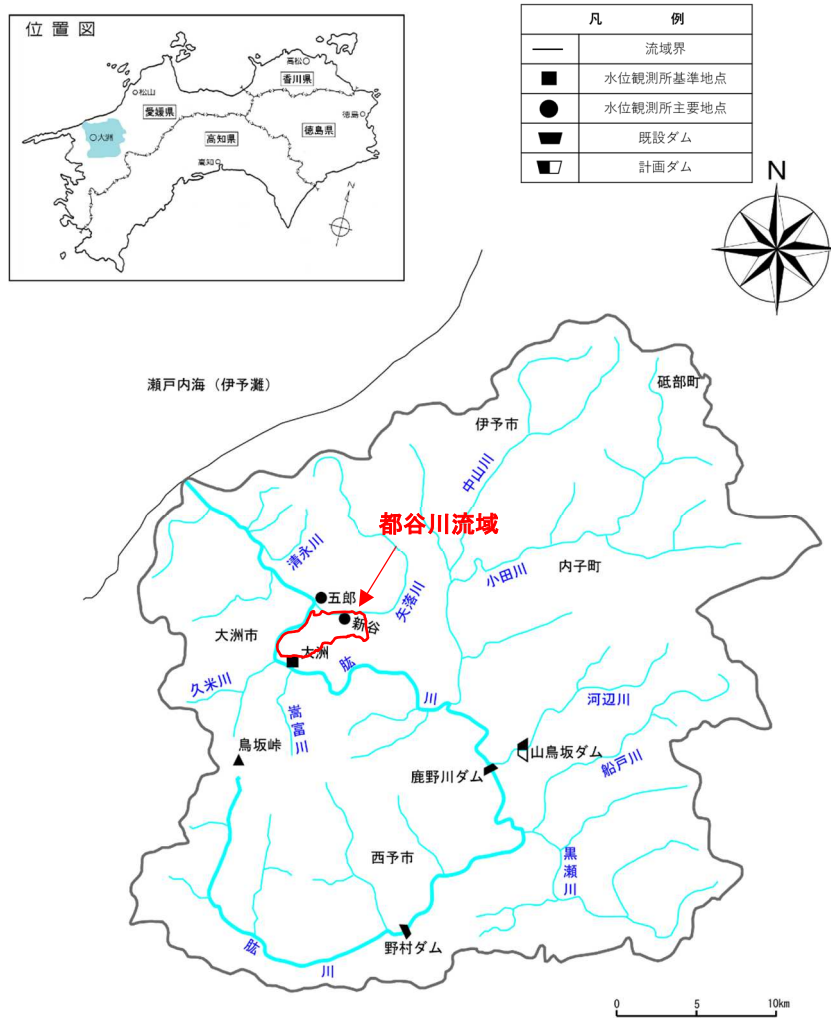 位置図
高松
香川県
松山
愛媛県
徳島
徳島県
大洲
高知県
高知
N
凡 例
流域界
水位観測所基準地点
水位観測所主要地点
既設ダム
計画ダム
N
瀬戸内海（伊予灘）
砥部町
伊予市
中山川
都谷川流域
清永川
小田川
内子町
五郎
矢落川
新谷
大洲市
大洲
肱
川
久米川
嵩富川
河辺川
鳥坂峠
山鳥坂ダム
船戸川
鹿野川ダム
西予市
黒瀬川
野村ダム
肱
川
0 5 10km